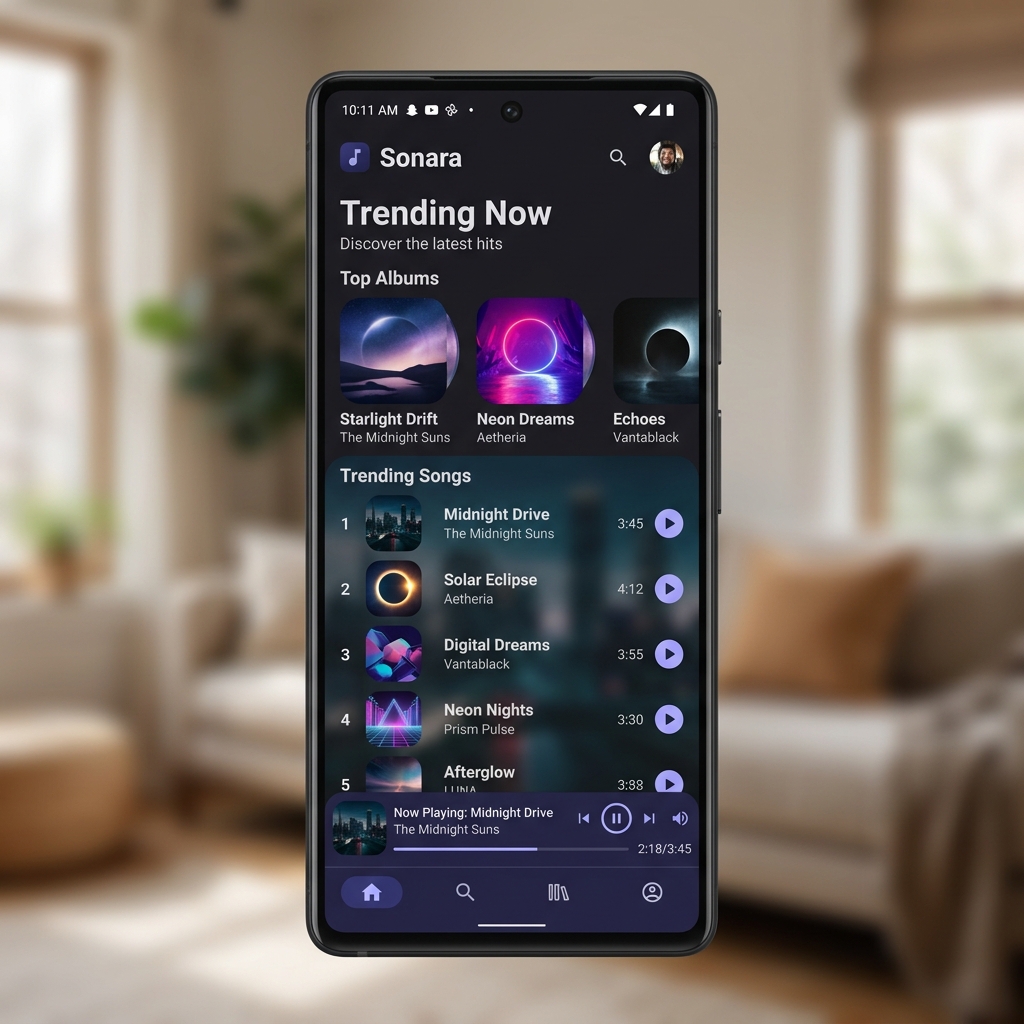 10:11 AM
Sonara
Trending Now
Discover the latest hits
Top Albums
Starlight Drift
The Midnight Suns
Neon Dreams
Aetheria
Echoes
Vantablack
Trending Songs
1
Midnight Drive
The Midnight Suns
3:45
2
Solar Eclipse
Aetheria
4:12
3
Digital Dreams
Vantablack
3:55
4
Neon Nights
Prism Pulse
3:30
5
Afterglow
LUNA
3:38
Now Playing: Midnight Drive
The Midnight Suns
2:18/3:45